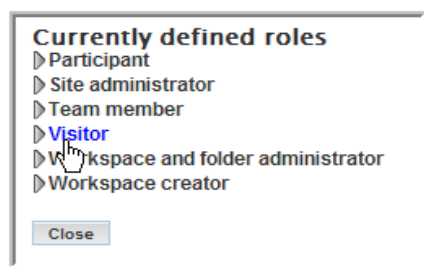 Currently defined roles
Participant
Site administrator
Team member
Visitor
Workspace and folder administrator
Workspace creator
Close